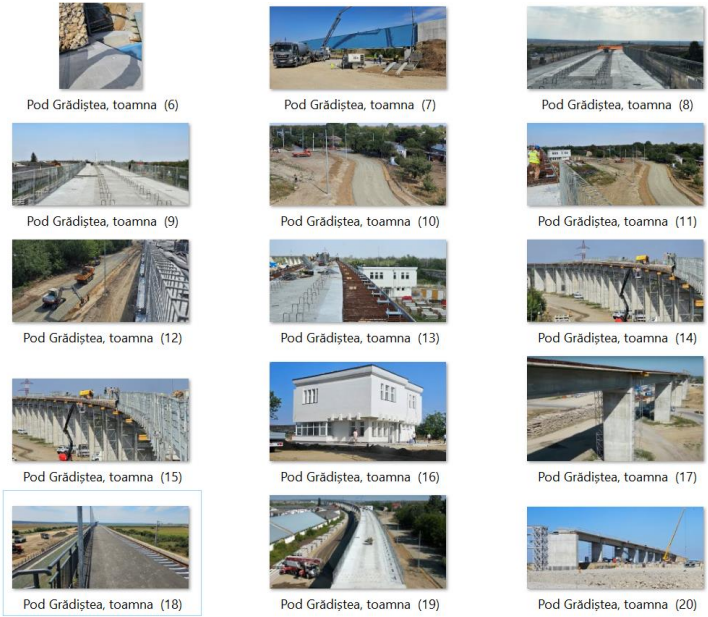 Pod Grădiștea, toamna (6)
Pod Grădiștea, toamna (7)
Pod Grădiștea, toamna (8)
Pod Grădiștea, toamna (9)
Pod Grădiștea, toamna (10)
Pod Grădiștea, toamna (11)
Pod Grădiștea, toamna (12)
Pod Grădiștea, toamna (13)
Pod Grădiștea, toamna (14)
Pod Grădiștea, toamna (15)
Pod Grădiștea, toamna (16)
Pod Grădiștea, toamna (17)
Pod Grădiștea, toamna (18)
Pod Grădiștea, toamna (19)
Pod Grădiștea, toamna (20)